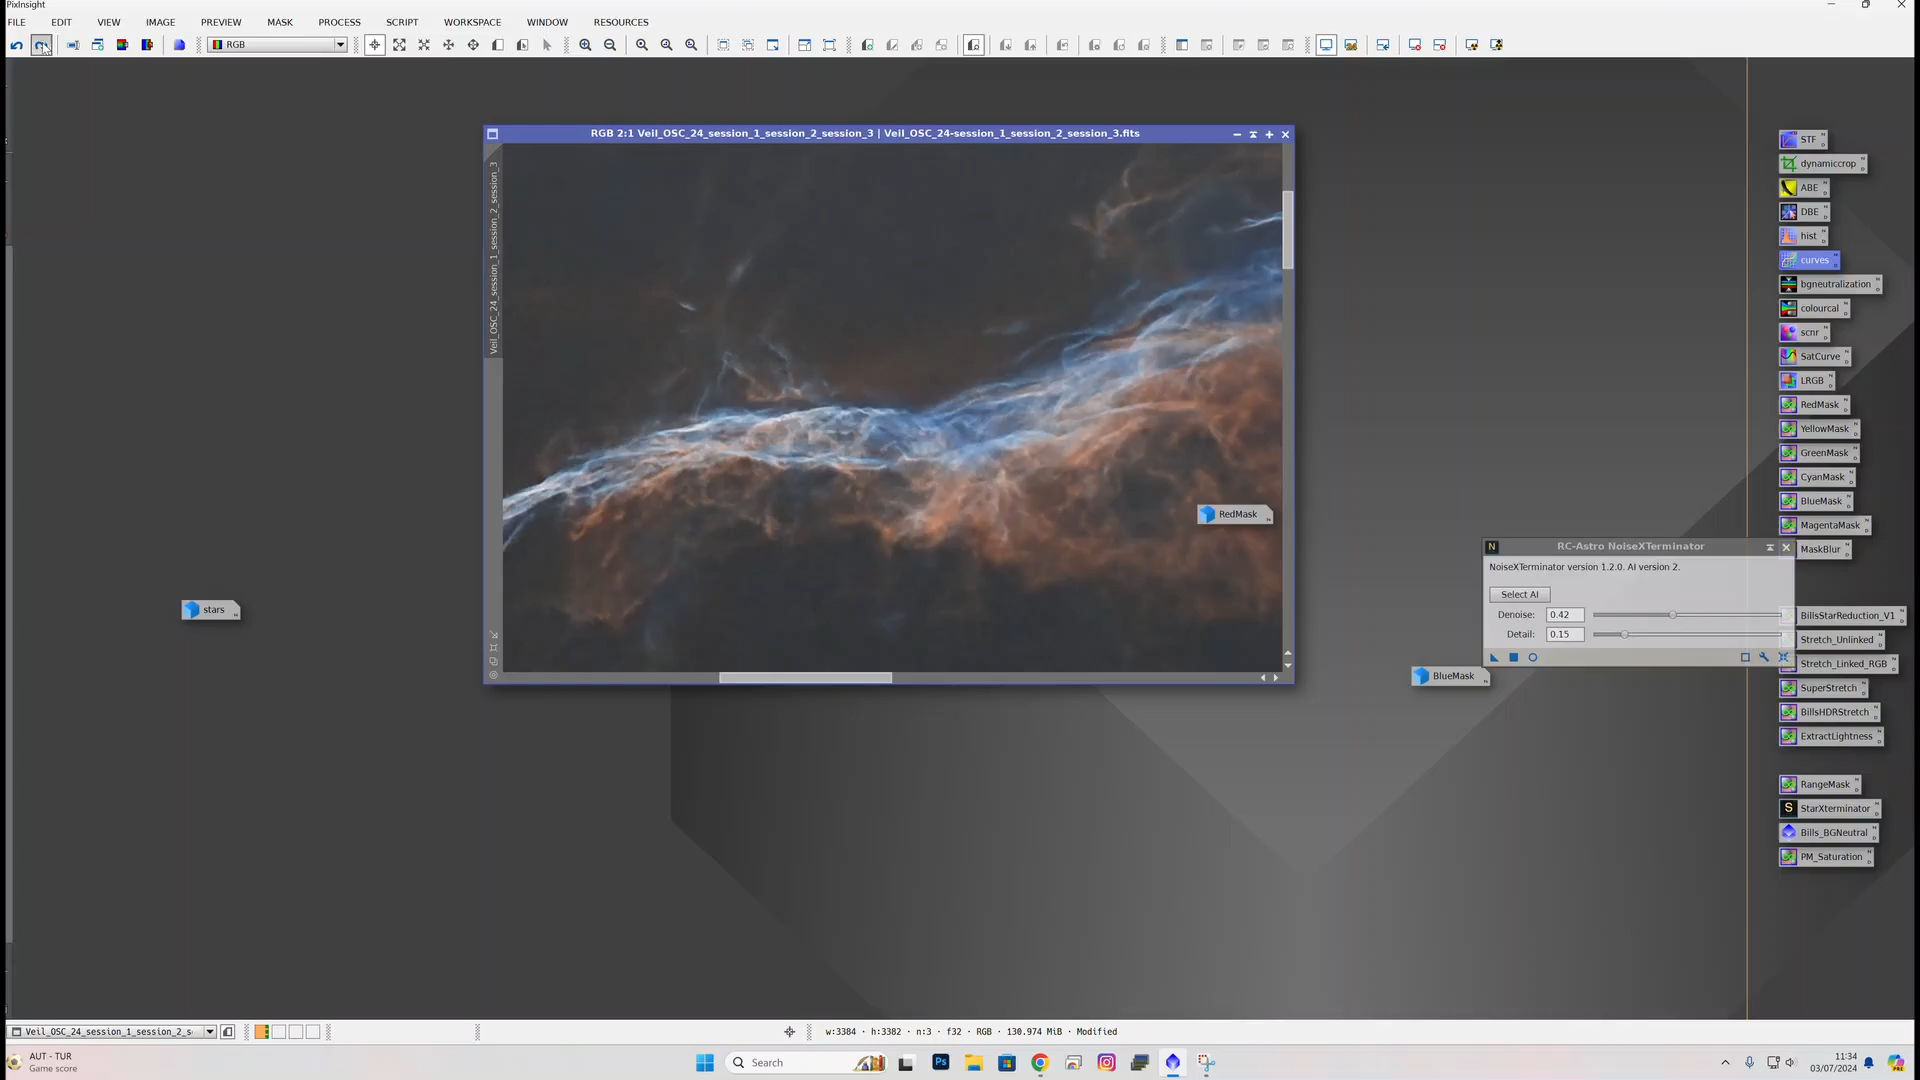 PixInsight
FILE EDIT VIEW IMAGE PREVIEW MASK PROCESS SCRIPT WORKSPACE WINDOW RESOURCES
RGB
RGB 2:1 Veil_OSC_24_session_1_session_2_session_3 | Veil_OSC_24-session_1_session_2_session_3.fits
Veil_OSC_24_session_1_session_2_session_3
RedMask
stars
BlueMask
RC-Astro NoiseXTerminator
NoiseXTerminator version 1.2.0. AI version 2.
Select AI
Denoise: 0.42
Detail: 0.15
STF
dynamiccrop
ABE
DBE
hist
curves
bgneutralization
colourcal
scnr
SatCurve
LRGB
RedMask
YellowMask
GreenMask
CyanMask
BlueMask
MagentaMask
MaskBlur
BillsStarReduction_V1
Stretch_Unlinked
Stretch_Linked_RGB
SuperStretch
BillsHDRStretch
ExtractLightness
RangeMask
StarXterminator
Bills_BGNeutral
PM_Saturation
Veil_OSC_24_session_1_session_2_s
w:3384 · h:3382 · n:3 · f32 · RGB · 130.974 MiB · Modified
AUT - TUR
Game score
Search
11:34
03/07/2024